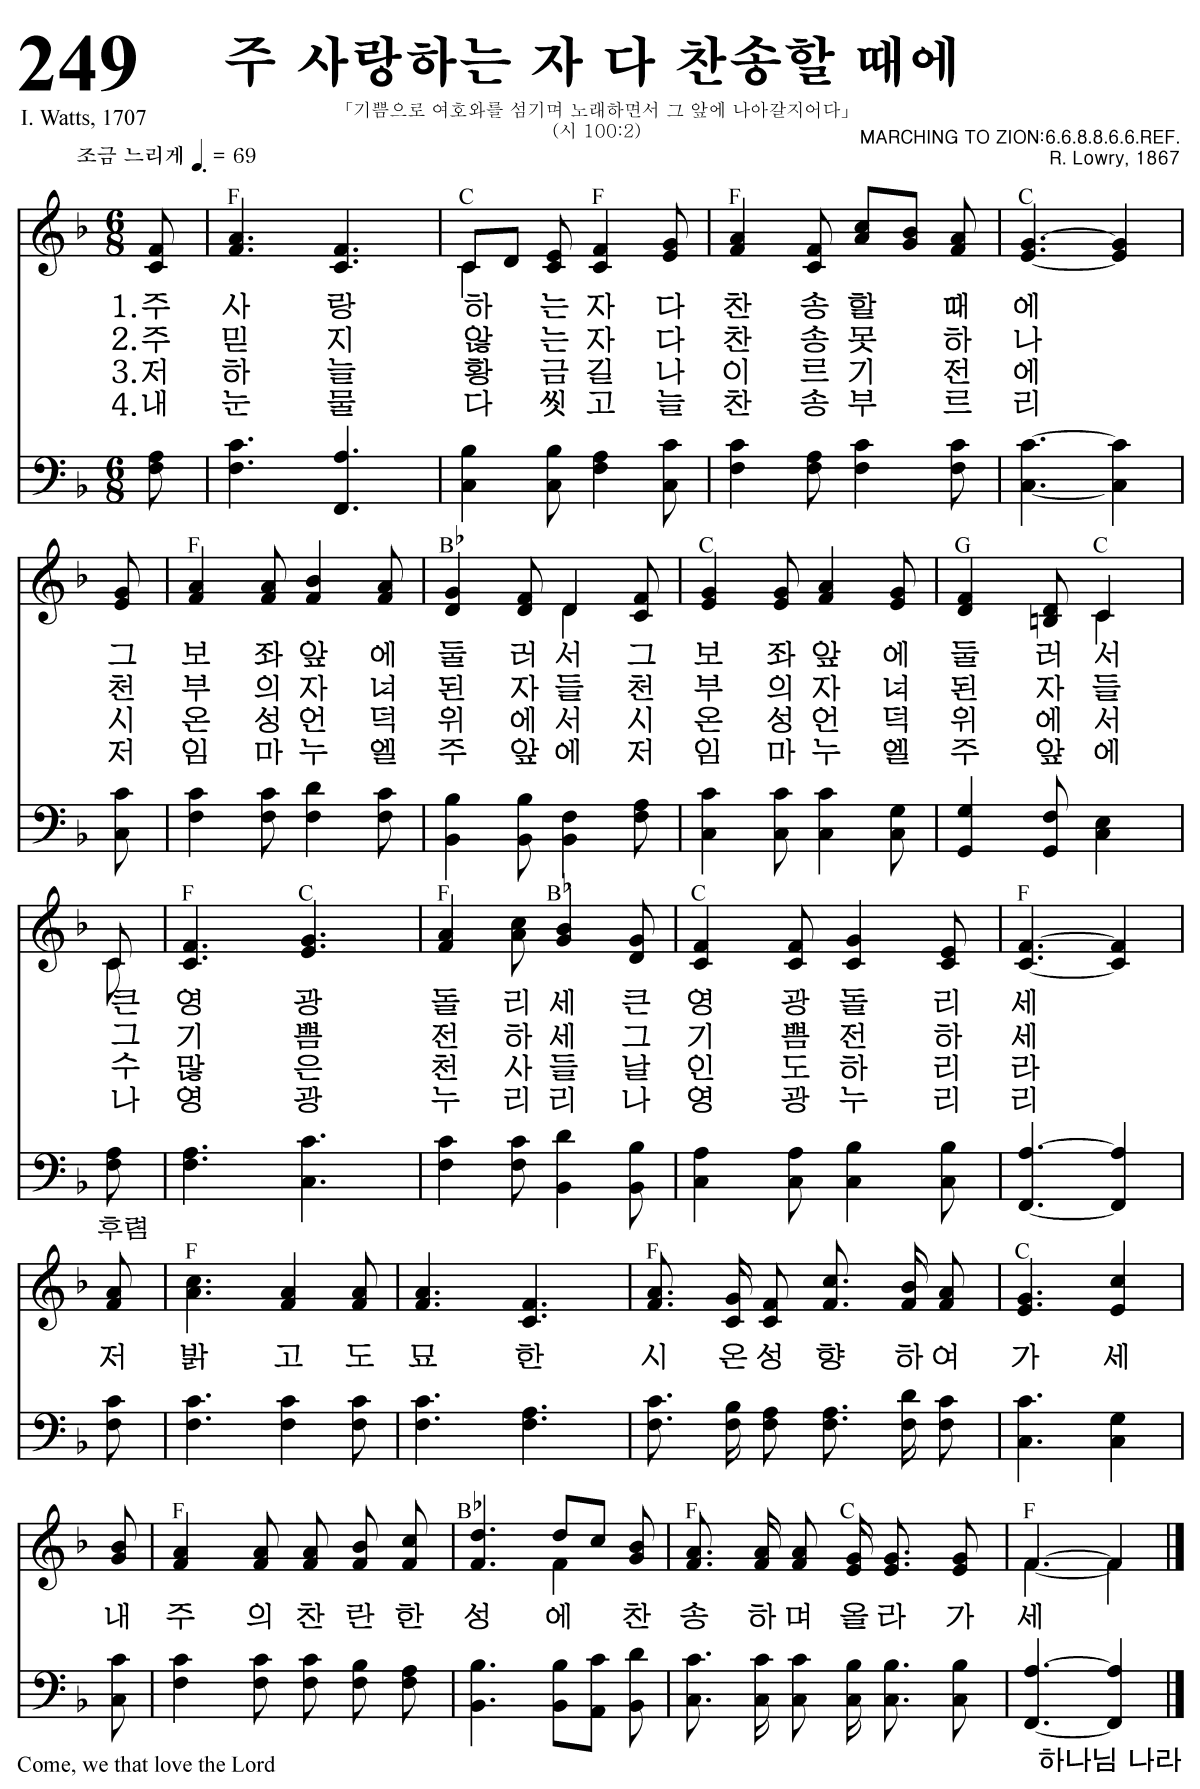 249 주 사랑하는 자 다 찬송할 때에
「기쁨으로 여호와를 섬기며 노래하면서 그 앞에 나아갈지어다」
(시 100:2)
I. Watts, 1707
MARCHING TO ZION:6.6.8.8.6.6.REF.
조금 느리게 ♩. = 69
R. Lowry, 1867
F C F F C
6 8
1.주 사 랑 하 는 자 다 찬 송 할 때 에
2.주 믿 지 않 는 자 다 찬 송 못 하 나
3.저 하 늘 황 금 길 나 이 르 기 전 에
4.내 눈 물 다 씻 고 늘 찬 송 부 르 리
6 8
F B♭ C G C
그 보 좌 앞 에 둘 러 서 그 보 좌 앞 에 둘 러 서
천 부 의 자 녀 된 자 들 천 부 의 자 녀 된 자 들
시 온 성 언 덕 위 에 서 시 온 성 언 덕 위 에 서
저 임 마 누 엘 주 앞 에 저 임 마 누 엘 주 앞 에
F C F B♭ C F
큰 영 광 돌 리 세 큰 영 광 돌 리 세
그 기 쁨 전 하 세 그 기 쁨 전 하 세
수 많 은 천 사 들 날 인 도 하 리 라
나 영 광 누 리 리 나 영 광 누 리 리
후렴
F F C
저 밝 고 도 묘 한 시 온 성 향 하 여 가 세
F B♭ F C F
내 주 의 찬 란 한 성 에 찬 송 하 며 올 라 가 세
Come, we that love the Lord
하나님 나라